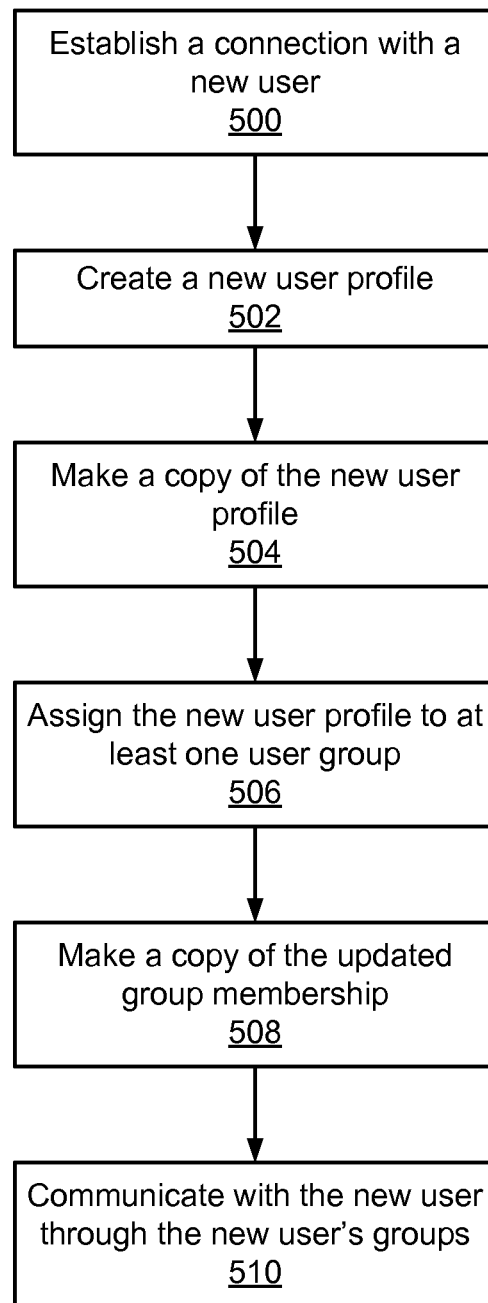 Establish a connection with a
new user
500
Create a new user profile
502
Make a copy of the new user
profile
504
Assign the new user profile to at
least one user group
506
Make a copy of the updated
group membership
508
Communicate with the new user
through the new user's groups
510